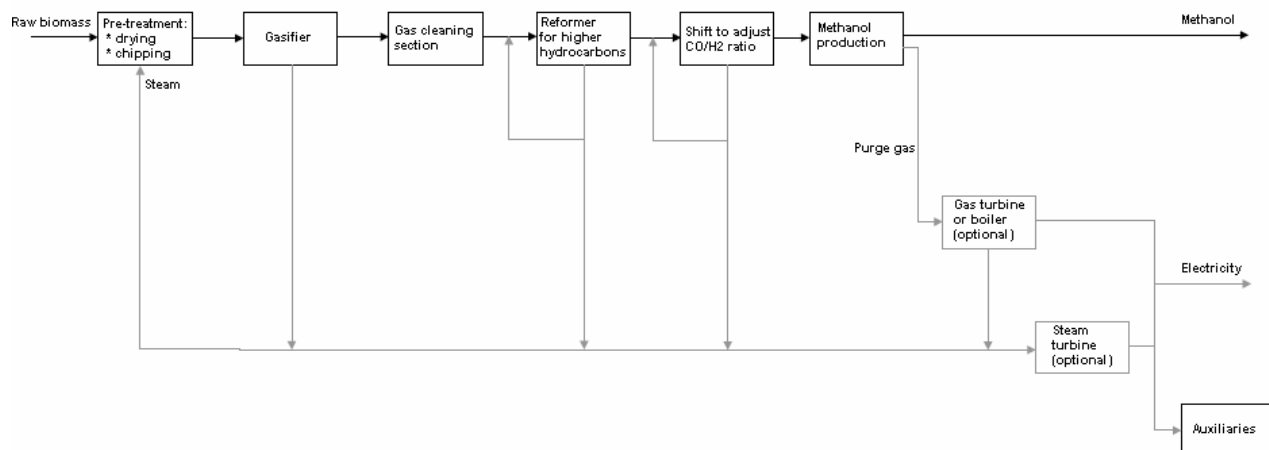 Raw biomass
Pre-treatment:
* drying
* chipping
Gasifier
Gas cleaning
section
Reformer
for higher
hydrocarbons
Shift to adjust
CO/H2 ratio
Methanol
production
Methanol
Steam
Purge gas
Gas turbine
or boiler
(optional)
Electricity
Steam
turbine
(optional)
Auxiliaries